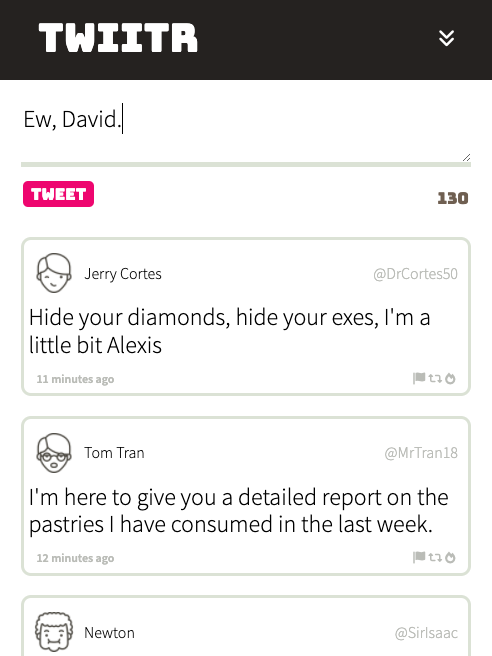 TWIITR
Ew, David.
TWEET
130
Jerry Cortes
@DrCortes50
Hide your diamonds, hide your exes, I'm a
little bit Alexis
11 minutes ago
Tom Tran
@MrTran18
I'm here to give you a detailed report on the
pastries I have consumed in the last week.
12 minutes ago
Newton
@SirIsaac